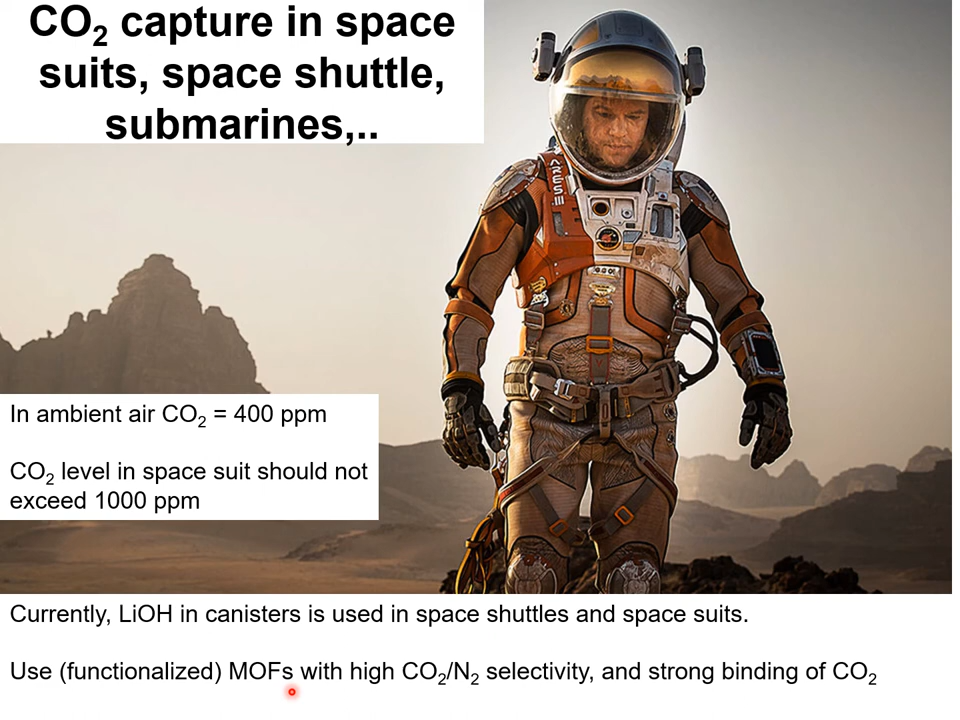 CO₂ capture in space
suits, space shuttle,
submarines,..
ARES III
In ambient air CO₂ = 400 ppm
CO₂ level in space suit should not
exceed 1000 ppm
Currently, LiOH in canisters is used in space shuttles and space suits.
Use (functionalized) MOFs with high CO₂/N₂ selectivity, and strong binding of CO₂